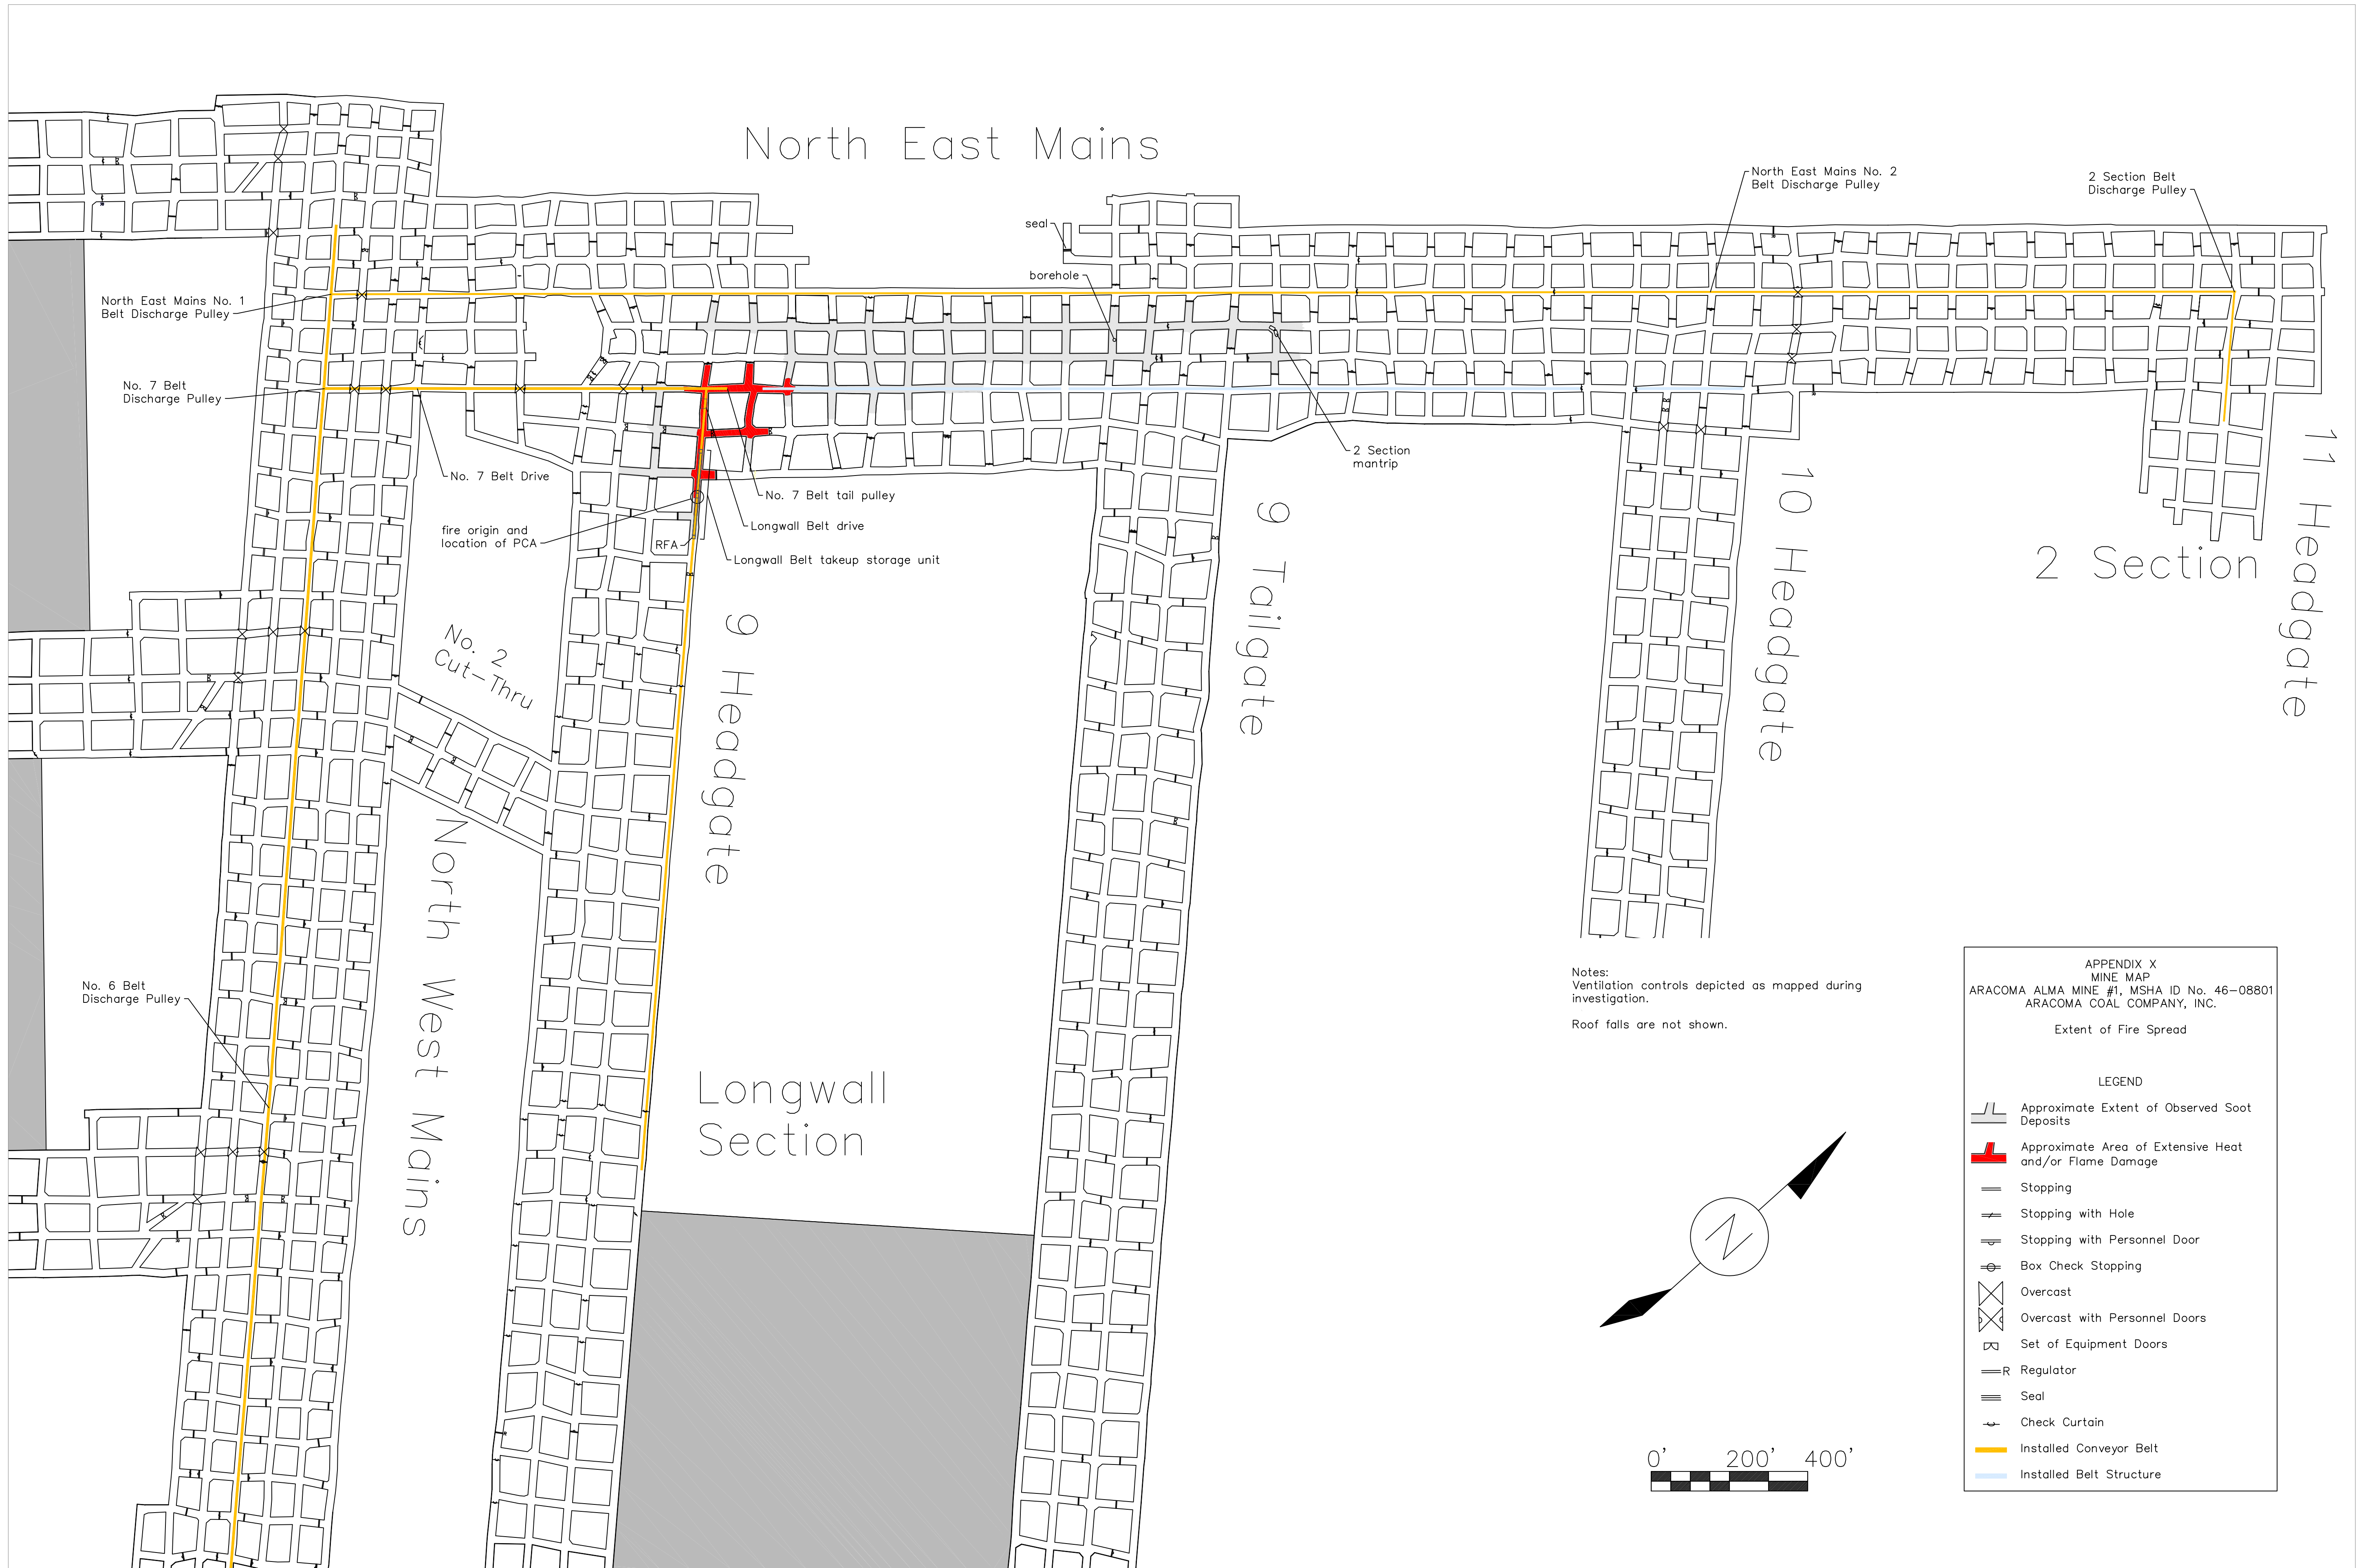 North East Mains
North East Mains No. 2
Belt Discharge Pulley
2 Section Belt
Discharge Pulley
seal
borehole
North East Mains No. 1
Belt Discharge Pulley
No. 7 Belt
Discharge Pulley
2 Section
mantrip
No. 7 Belt Drive
No. 7 Belt tail pulley
fire origin and
location of PCA
Longwall Belt drive
RFA
Longwall Belt takeup storage unit
9 Headgate
9 Tailgate
10 Headgate
2 Section
11 Headgate
No. 2
Cut-Thru
North West Mains
No. 6 Belt
Discharge Pulley
Longwall
Section
Notes:
Ventilation controls depicted as mapped during
investigation.
Roof falls are not shown.
N
0' 200' 400'
APPENDIX X
MINE MAP
ARACOMA ALMA MINE #1, MSHA ID No. 46-08801
ARACOMA COAL COMPANY, INC.
Extent of Fire Spread
LEGEND
Approximate Extent of Observed Soot
Deposits
Approximate Area of Extensive Heat
and/or Flame Damage
Stopping
Stopping with Hole
Stopping with Personnel Door
Box Check Stopping
Overcast
Overcast with Personnel Doors
Set of Equipment Doors
R Regulator
Seal
Check Curtain
Installed Conveyor Belt
Installed Belt Structure